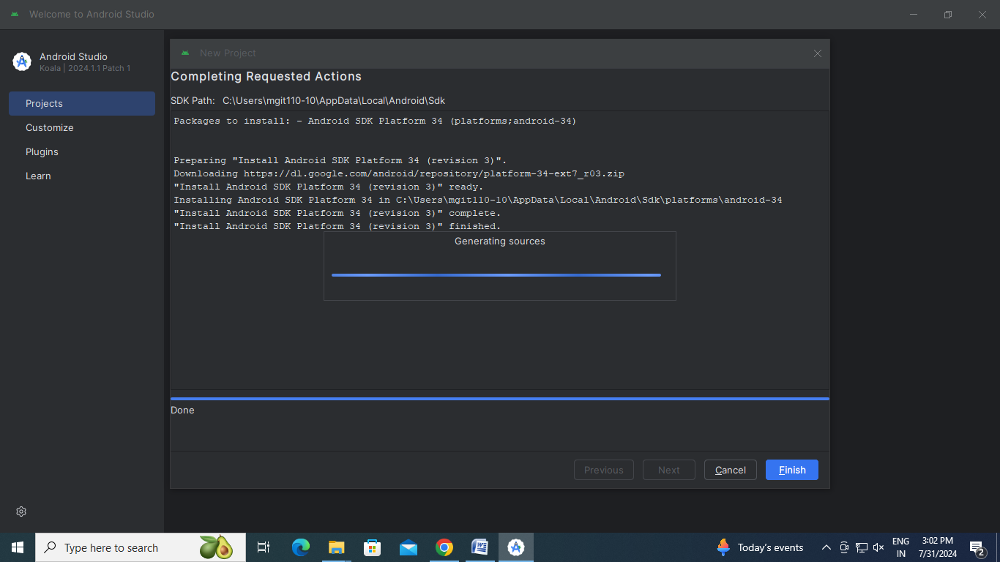 Welcome to Android Studio
Android Studio
Koala | 2024.1.1 Patch 1
Projects
Customize
Plugins
Learn
New Project
Completing Requested Actions
SDK Path: C:\Users\mgit110-10\AppData\Local\Android\Sdk
Packages to install: - Android SDK Platform 34 (platforms;android-34)
Preparing "Install Android SDK Platform 34 (revision 3)".
Downloading https://dl.google.com/android/repository/platform-34-ext7_r03.zip
"Install Android SDK Platform 34 (revision 3)" ready.
Installing Android SDK Platform 34 in C:\Users\mgit110-10\AppData\Local\Android\Sdk\platforms\android-34
"Install Android SDK Platform 34 (revision 3)" complete.
"Install Android SDK Platform 34 (revision 3)" finished.
Generating sources
Done
Previous Next Cancel Finish
Type here to search
Today's events
ENG
IN
3:02 PM
7/31/2024
2